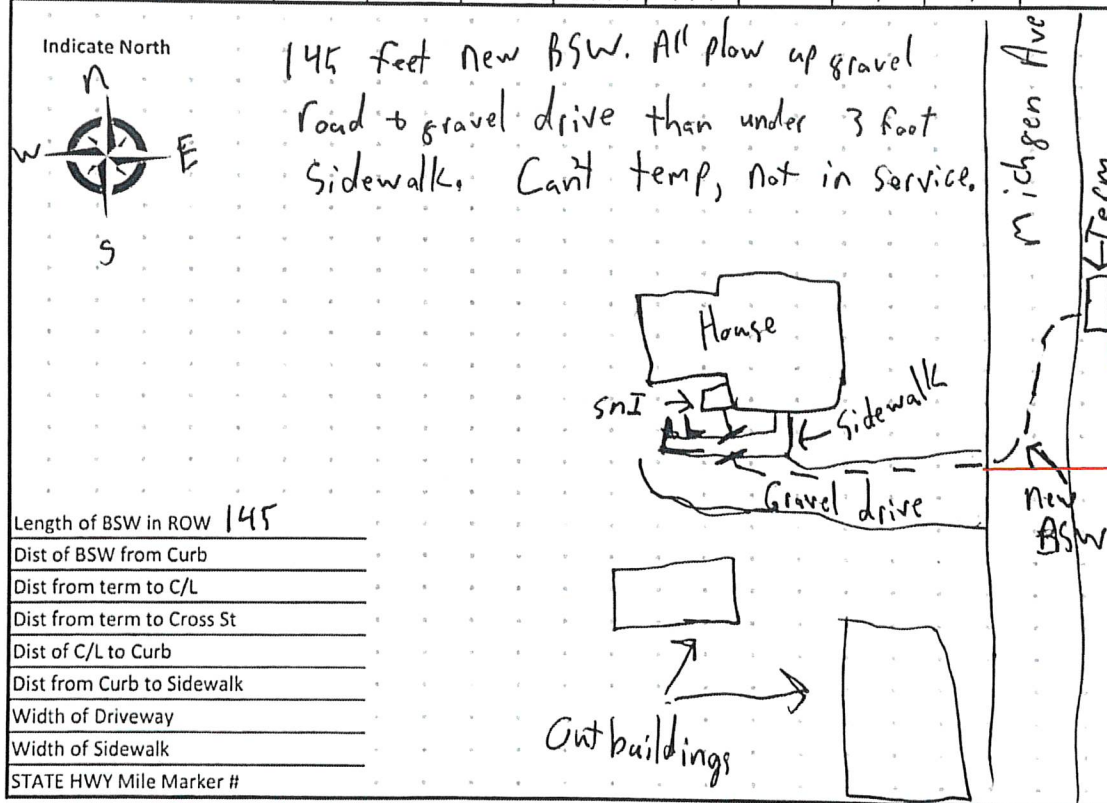 Indicate North
N
W
E
S
145 feet new BSW. All plow up gravel
road to gravel drive than under 3 foot
Sidewalk. Can't temp, not in service.
Michgen Ave
←Term
House
SnI →
← Sidewalk
Gravel drive
new
BSW
Outbuildings
Length of BSW in ROW 145
Dist of BSW from Curb
Dist from term to C/L
Dist from term to Cross St
Dist of C/L to Curb
Dist from Curb to Sidewalk
Width of Driveway
Width of Sidewalk
STATE HWY Mile Marker #